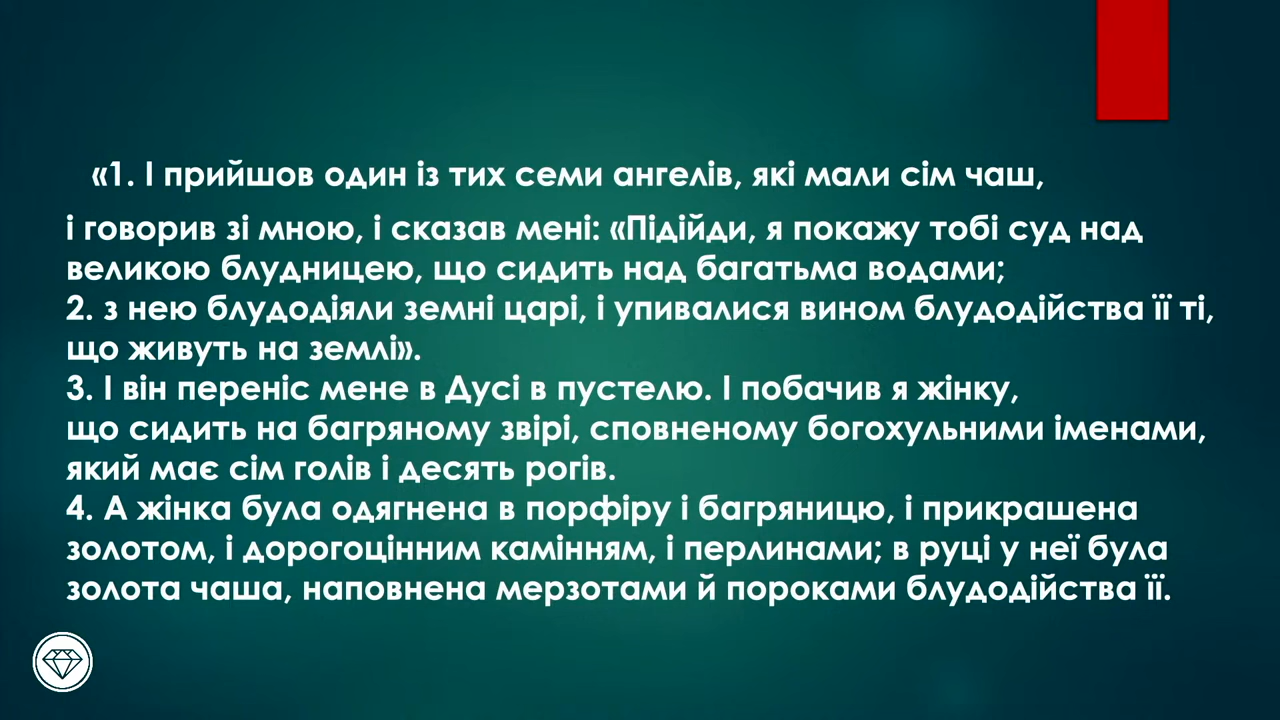 «1. І прийшов один із тих семи ангелів, які мали сім чаш,
і говорив зі мною, і сказав мені: «Підійди, я покажу тобі суд над
великою блудницею, що сидить над багатьма водами;
2. з нею блудодіяли земні царі, і упивалися вином блудодійства її ті,
що живуть на землі».
3. І він переніс мене в Дусі в пустелю. І побачив я жінку,
що сидить на багряному звірі, сповненому богохульними іменами,
який має сім голів і десять рогів.
4. А жінка була одягнена в порфіру і багряницю, і прикрашена
золотом, і дорогоцінним камінням, і перлинами; в руці у неї була
золота чаша, наповнена мерзотами й пороками блудодійства її.